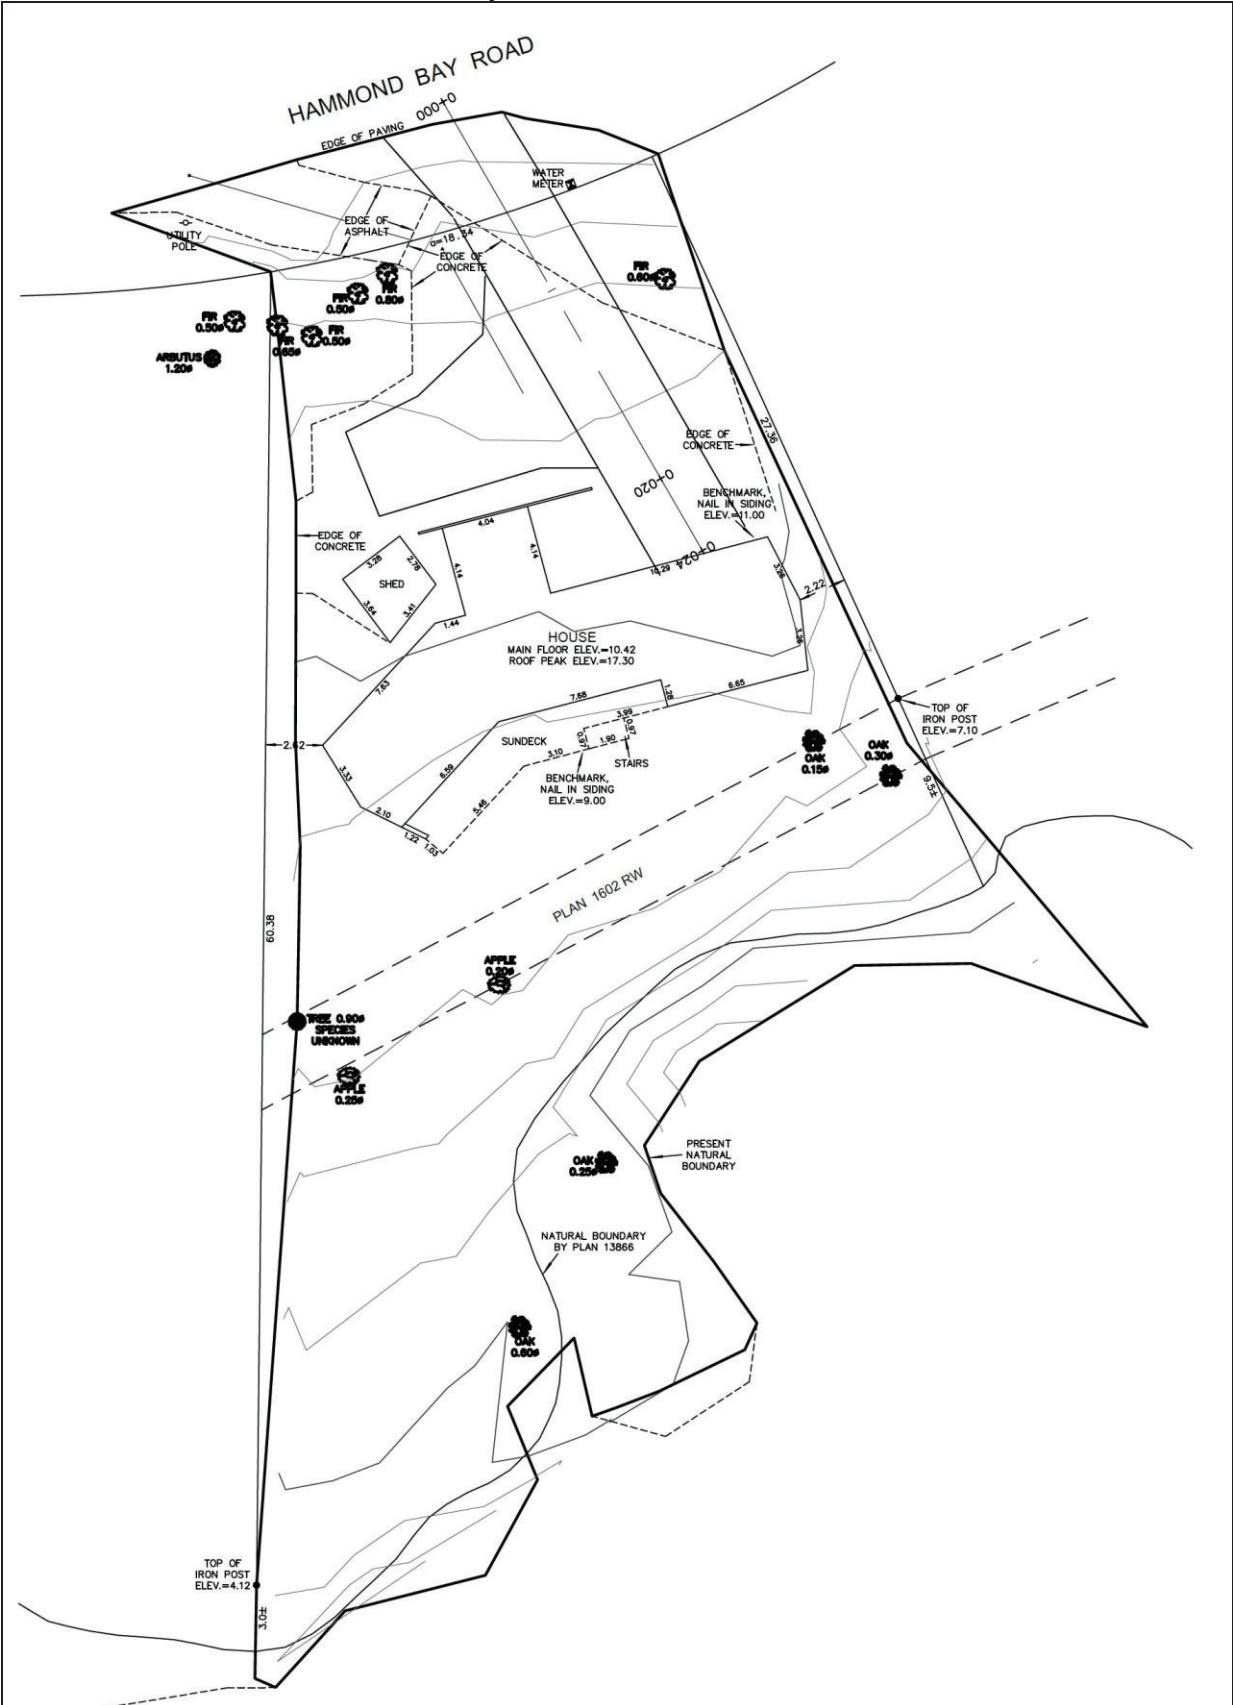 HAMMOND BAY ROAD
0+000
EDGE OF PAVING
WATER
METER
UTILITY
POLE
EDGE OF
ASPHALT
a=18.34
EDGE OF
CONCRETE
FIR
0.60ø
FIR
0.80ø
FIR
0.50ø
FIR
0.50ø
FIR
0.65ø
FIR
0.50ø
ARBUTUS
1.20ø
27.36
EDGE OF
CONCRETE
0+020
BENCHMARK,
NAIL IN SIDING
ELEV.=11.00
4.04
EDGE OF
CONCRETE
0+024
10.29
4.14
4.14
3.28
2.78
SHED
3.64
3.41
3.26
2.22
1.44
3.26
HOUSE
MAIN FLOOR ELEV.=10.42
ROOF PEAK ELEV.=17.30
7.63
7.68
1.28
6.65
TOP OF
IRON POST
ELEV.=7.10
3.99
0.97
0.97
1.90
SUNDECK
3.10
STAIRS
2.62
OAK
0.15ø
OAK
0.30ø
BENCHMARK,
NAIL IN SIDING
ELEV.=9.00
3.33
6.59
5.46
9.5±
2.10
1.22
1.03
PLAN 1602 RW
60.38
APPLE
0.20ø
TREE 0.90ø
SPECIES
UNKNOWN
APPLE
0.25ø
OAK
0.25ø
PRESENT
NATURAL
BOUNDARY
NATURAL BOUNDARY
BY PLAN 13866
OAK
0.60ø
TOP OF
IRON POST
ELEV.=4.12
3.0±